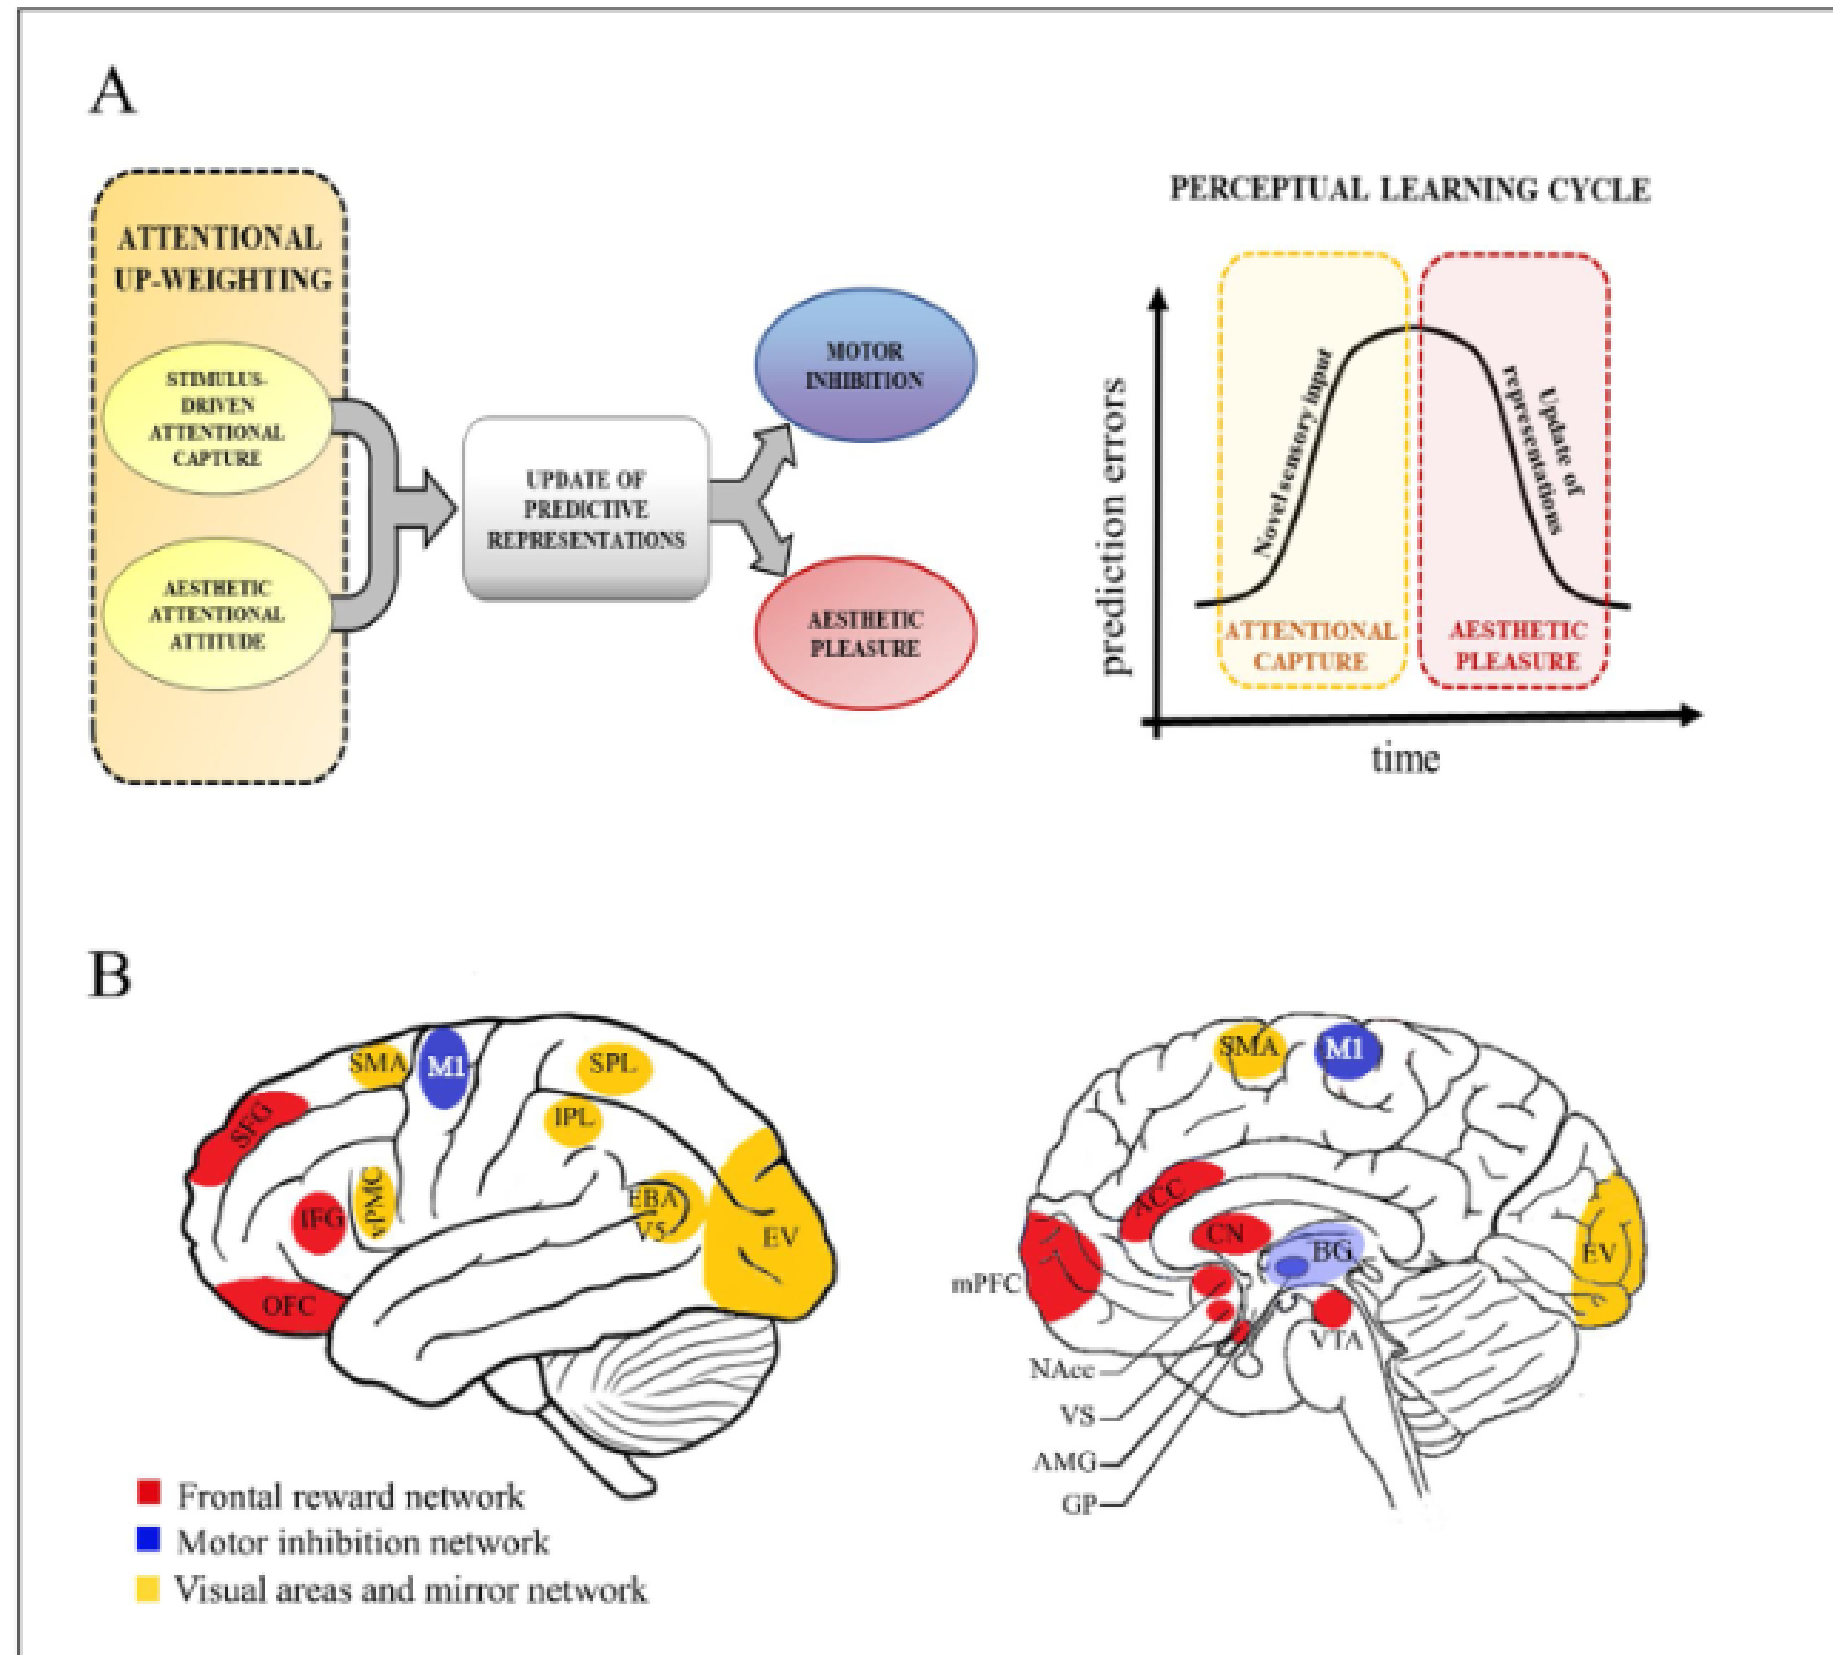 A
ATTENTIONAL
UP-WEIGHTING
STIMULUS-
DRIVEN
ATTENTIONAL
CAPTURE
AESTHETIC
ATTENTIONAL
ATTITUDE
UPDATE OF
PREDICTIVE
REPRESENTATIONS
MOTOR
INHIBITION
AESTHETIC
PLEASURE
PERCEPTUAL LEARNING CYCLE
prediction errors
Novel sensory input
Update of
representations
ATTENTIONAL
CAPTURE
AESTHETIC
PLEASURE
time
B
SMA
M1
SPL
SFG
IPL
IFG
vPMC
EBA
V5
EV
OFC
SMA
M1
ACC
CN
BG
EV
mPFC
VTA
NAcc
VS
AMG
GP
Frontal reward network
Motor inhibition network
Visual areas and mirror network